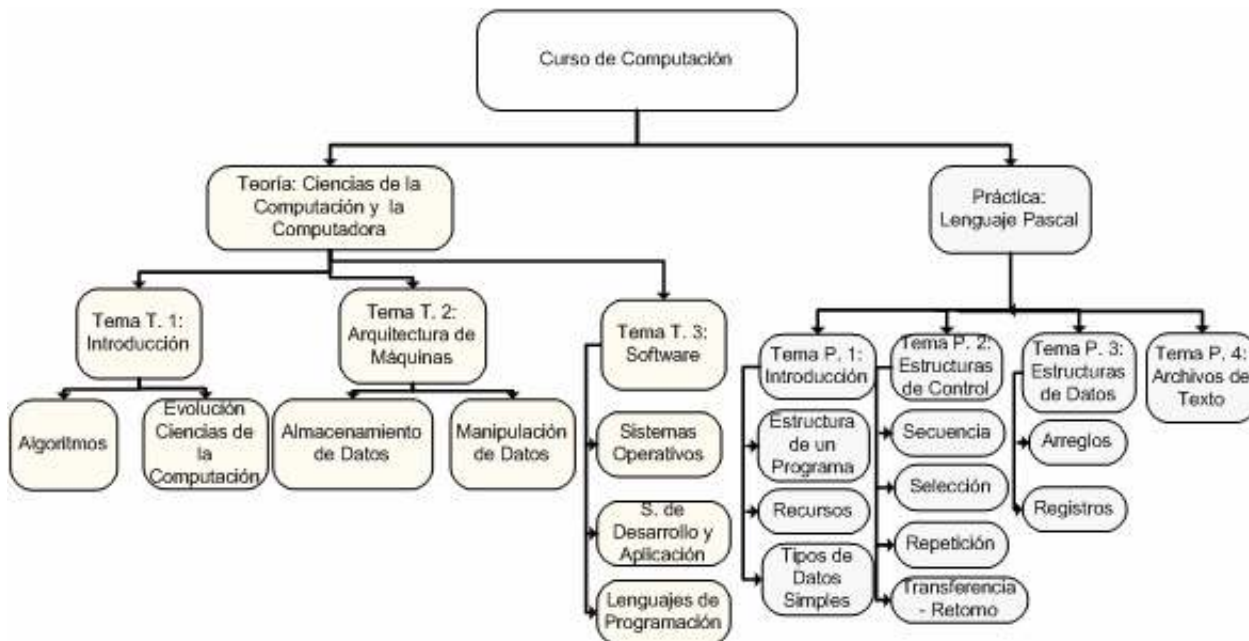 Curso de Computación
Teoría: Ciencias de la
Computación y la
Computadora
Práctica:
Lenguaje Pascal
Tema T. 1:
Introducción
Tema T. 2:
Arquitectura de
Máquinas
Tema T. 3:
Software
Tema P. 1:
Introducción
Tema P. 2:
Estructuras
de Control
Tema P. 3:
Estructuras
de Datos
Tema P. 4:
Archivos de
Texto
Algoritmos
Evolución
Ciencias de
la
Computación
Almacenamiento
de Datos
Manipulación
de Datos
Sistemas
Operativos
S. de
Desarrollo y
Aplicación
Lenguajes de
Programación
Estructura
de un
Programa
Recursos
Tipos de
Datos
Simples
Secuencia
Selección
Repetición
Transferencia
- Retorno
Arreglos
Registros